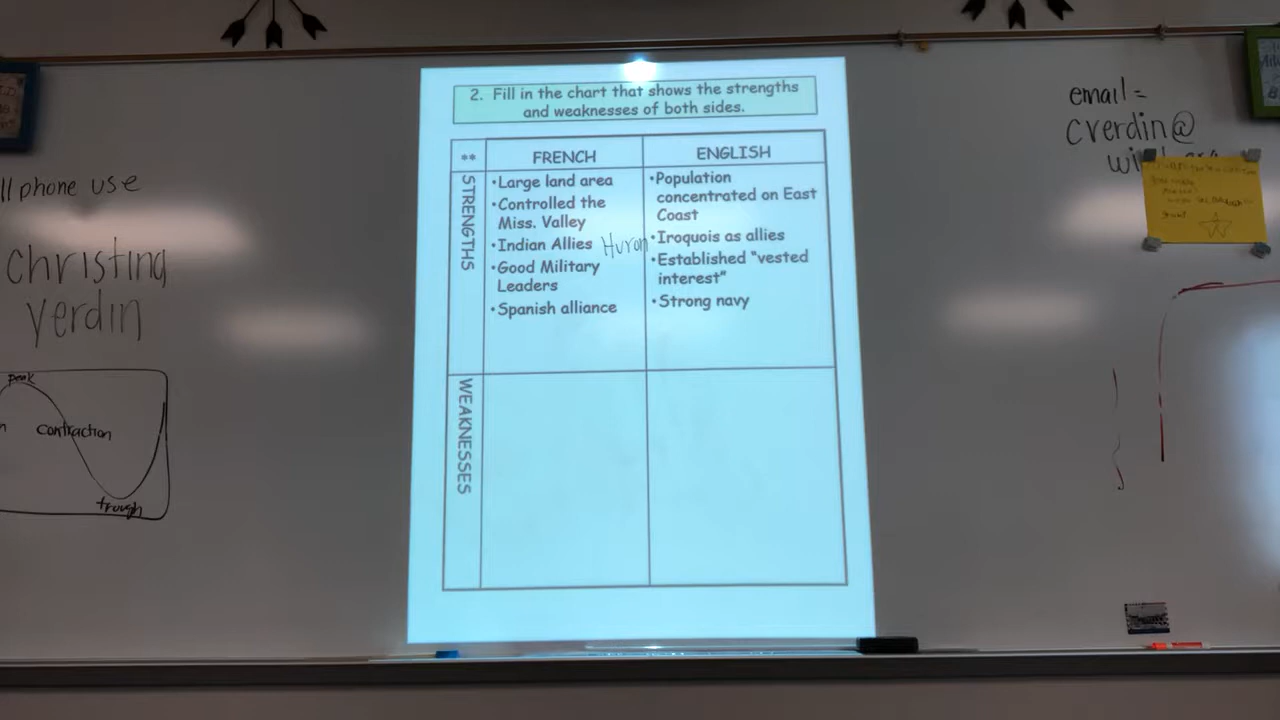 2. Fill in the chart that shows the strengths
and weaknesses of both sides.
**
FRENCH
ENGLISH
STRENGTHS
•Large land area
•Controlled the
Miss. Valley
•Indian Allies Huron
•Good Military
Leaders
•Spanish alliance
•Population
concentrated on East
Coast
•Iroquois as allies
•Established “vested
interest”
•Strong navy
WEAKNESSES
phone use
christina
verdin
peak
contraction
trough
email=
cverdin@